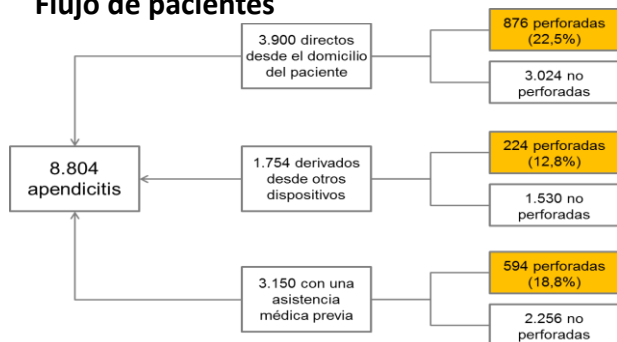 Flujo de pacientes
876 perforadas
(22,5%)
3.900 directos
desde el domicilio
del paciente
3.024 no
perforadas
8.804
apendicitis
1.754 derivados
desde otros
dispositivos
224 perforadas
(12,8%)
1.530 no
perforadas
3.150 con una
asistencia
médica previa
594 perforadas
(18,8%)
2.256 no
perforadas